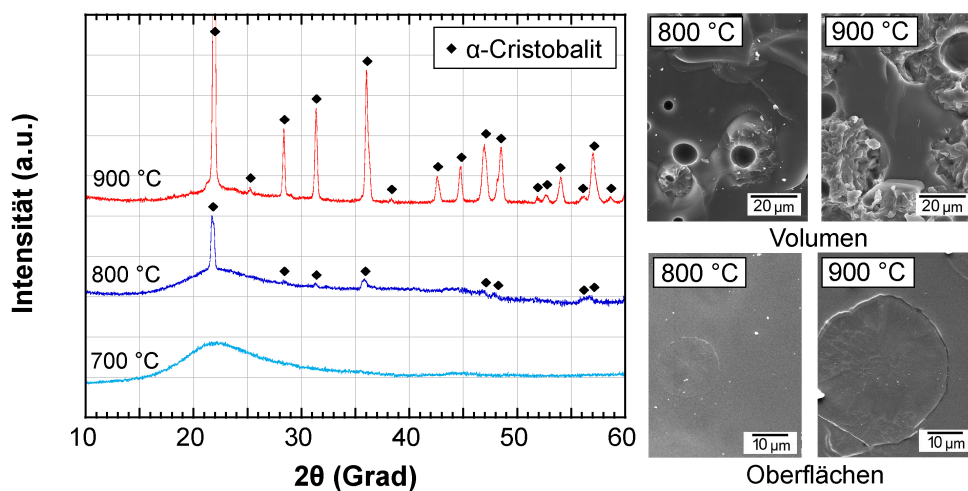 Intensität (a.u.)
◆ α-Cristobalit
900 °C
800 °C
700 °C
10 20 30 40 50 60
2θ (Grad)
800 °C 900 °C
20 µm 20 µm
Volumen
800 °C 900 °C
10 µm 10 µm
Oberflächen